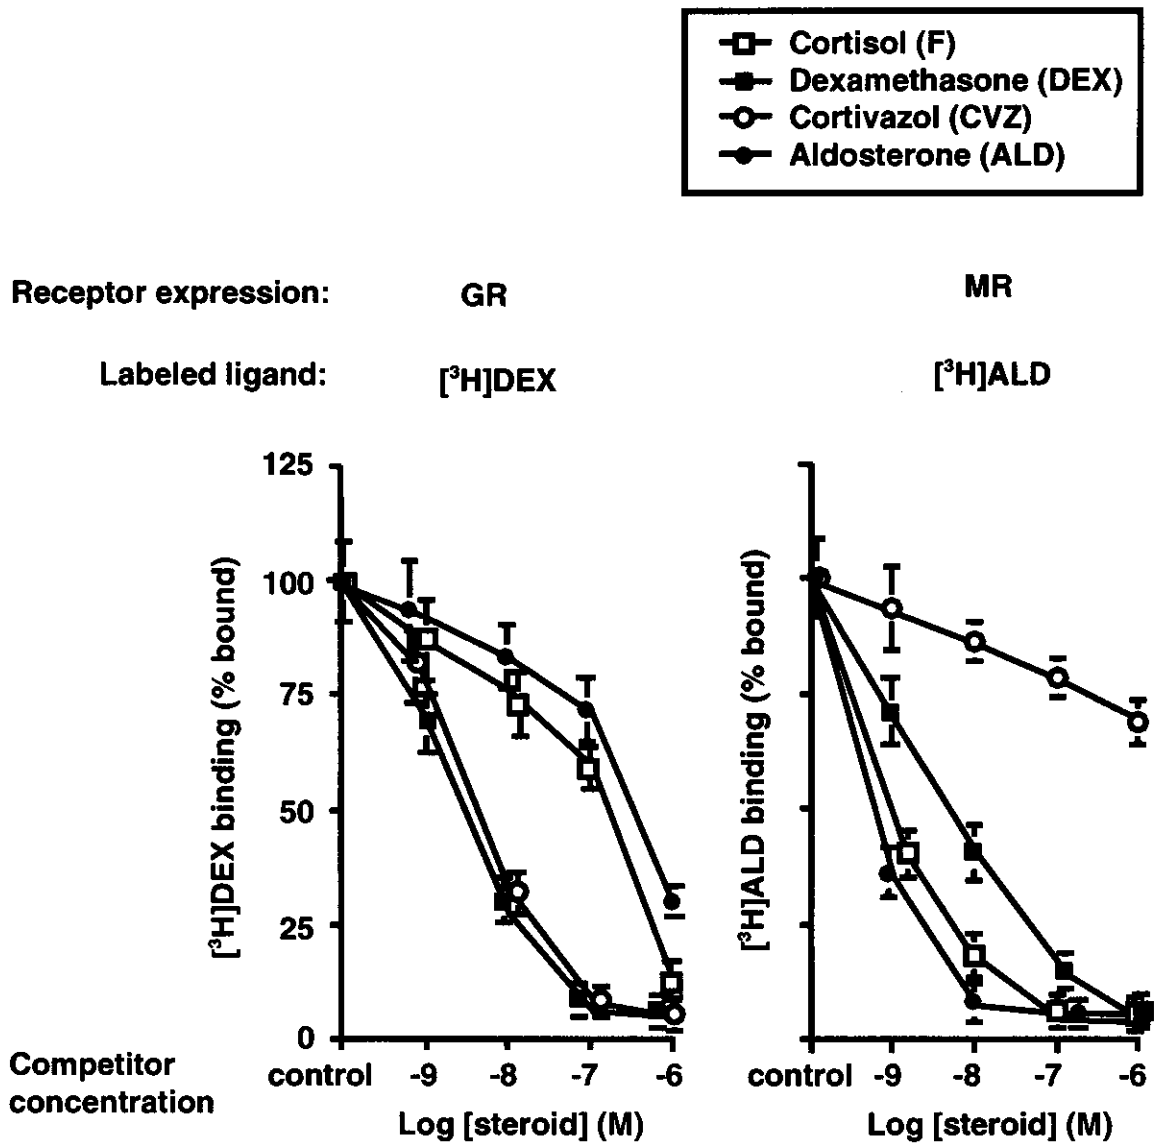 Cortisol (F)
Dexamethasone (DEX)
Cortivazol (CVZ)
Aldosterone (ALD)
Receptor expression: GR MR
Labeled ligand: [³H]DEX [³H]ALD
[³H]DEX binding (% bound)
125
100
75
50
25
0
[³H]ALD binding (% bound)
Competitor
concentration
control -9 -8 -7 -6
control -9 -8 -7 -6
Log [steroid] (M)
Log [steroid] (M)